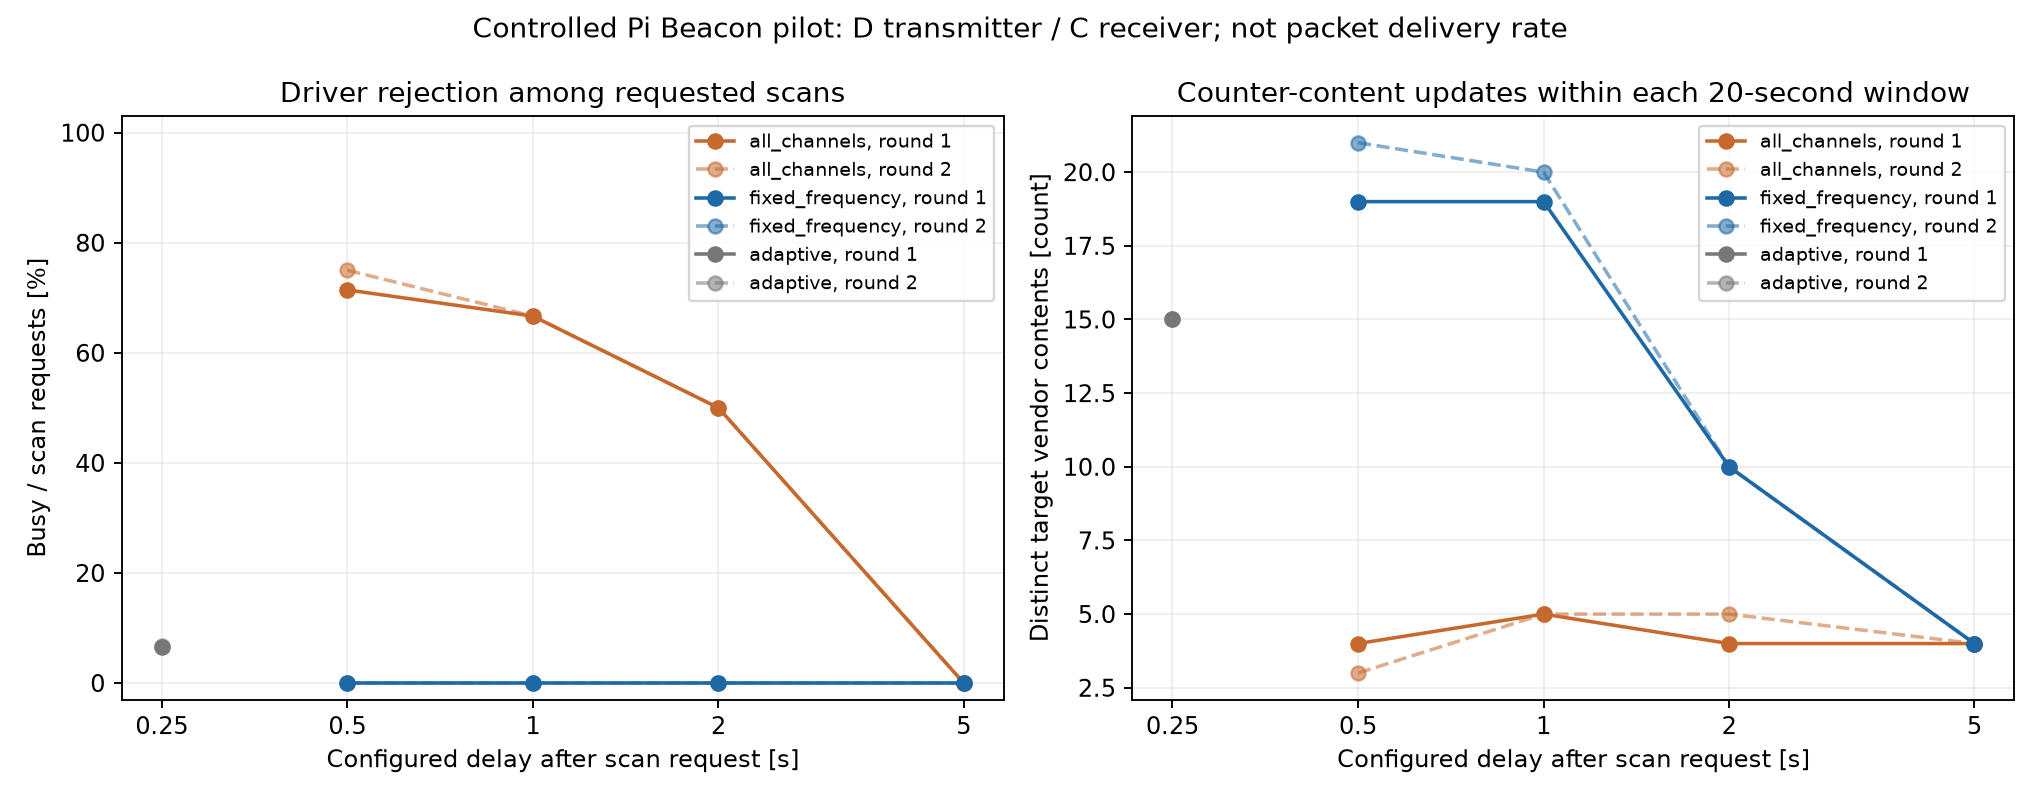 Controlled Pi Beacon pilot: D transmitter / C receiver; not packet delivery rate
Driver rejection among requested scans
Busy / scan requests [%]
100
80
60
40
20
0
all_channels, round 1
all_channels, round 2
fixed_frequency, round 1
fixed_frequency, round 2
adaptive, round 1
adaptive, round 2
0.25 0.5 1 2 5
Configured delay after scan request [s]
Counter-content updates within each 20-second window
Distinct target vendor contents [count]
20.0
17.5
15.0
12.5
10.0
7.5
5.0
2.5
all_channels, round 1
all_channels, round 2
fixed_frequency, round 1
fixed_frequency, round 2
adaptive, round 1
adaptive, round 2
0.25 0.5 1 2 5
Configured delay after scan request [s]